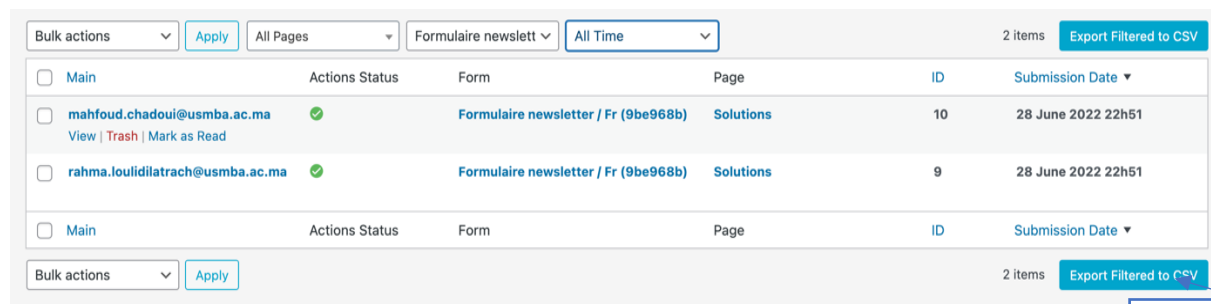 Bulk actions Apply All Pages Formulaire newslett All Time 2 items Export Filtered to CSV
Main Actions Status Form Page ID Submission Date
mahfoud.chadoui@usmba.ac.ma Formulaire newsletter / Fr (9be968b) Solutions 10 28 June 2022 22h51
View | Trash | Mark as Read
rahma.loulidilatrach@usmba.ac.ma Formulaire newsletter / Fr (9be968b) Solutions 9 28 June 2022 22h51
Main Actions Status Form Page ID Submission Date
Bulk actions Apply 2 items Export Filtered to CSV